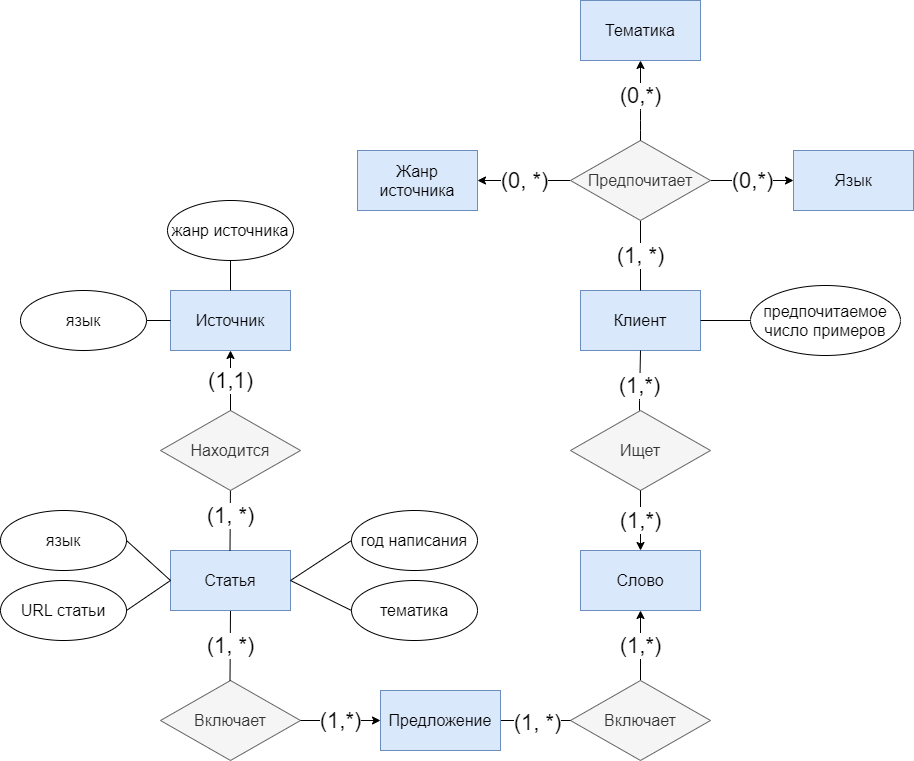 Тематика
(0,*)
Жанр
источника
(0, *)
Предпочитает
(0,*)
Язык
жанр источника
(1, *)
язык
Источник
Клиент
предпочитаемое
число примеров
(1,1)
(1,*)
Находится
Ищет
(1, *)
(1,*)
язык
год написания
Статья
Слово
URL статьи
тематика
(1, *)
(1,*)
Включает
(1,*)
Предложение
(1, *)
Включает